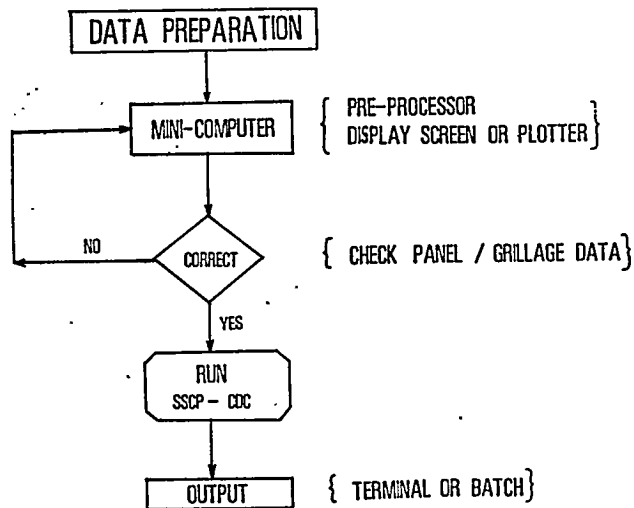 DATA PREPARATION
MINI-COMPUTER
{ PRE-PROCESSOR
DISPLAY SCREEN OR PLOTTER }
NO
CORRECT
{ CHECK PANEL / GRILLAGE DATA }
YES
RUN
SSCP - CDC
OUTPUT
{ TERMINAL OR BATCH }